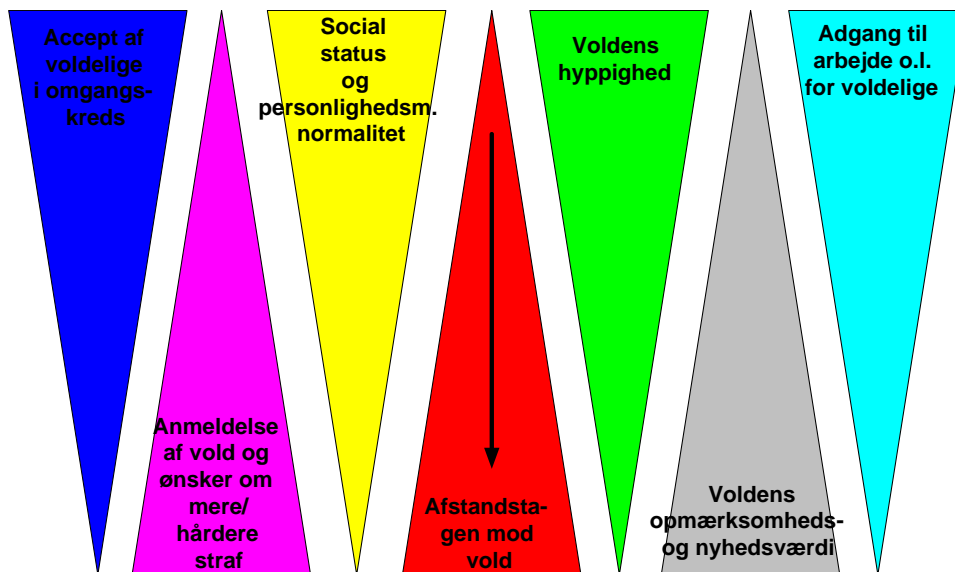 Accept af
voldelige
i omgangs-
kreds
Social
status
og
personlighedsm.
normalitet
Voldens
hyppighed
Adgang til
arbejde o.l.
for voldelige
Anmeldelse
af vold og
ønsker om
mere/
hårdere
straf
Afstandsta-
gen mod
vold
Voldens
opmærksomheds-
og nyhedsværdi